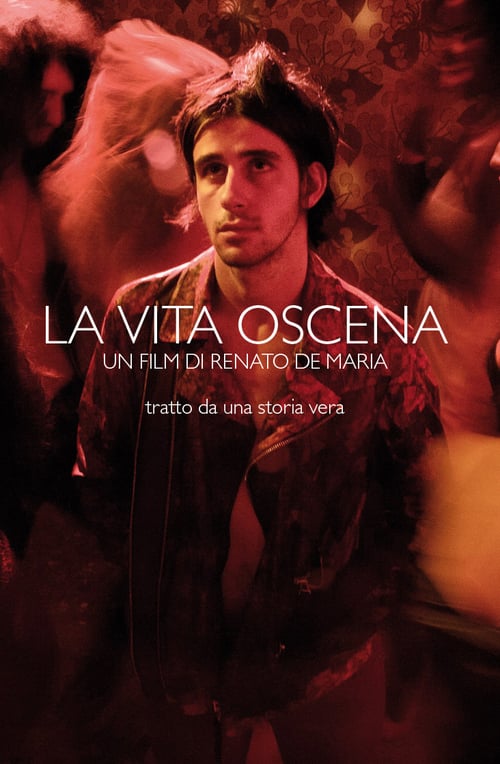 LA VITA OSCENA
UN FILM DI RENATO DE MARIA
tratto da una storia vera